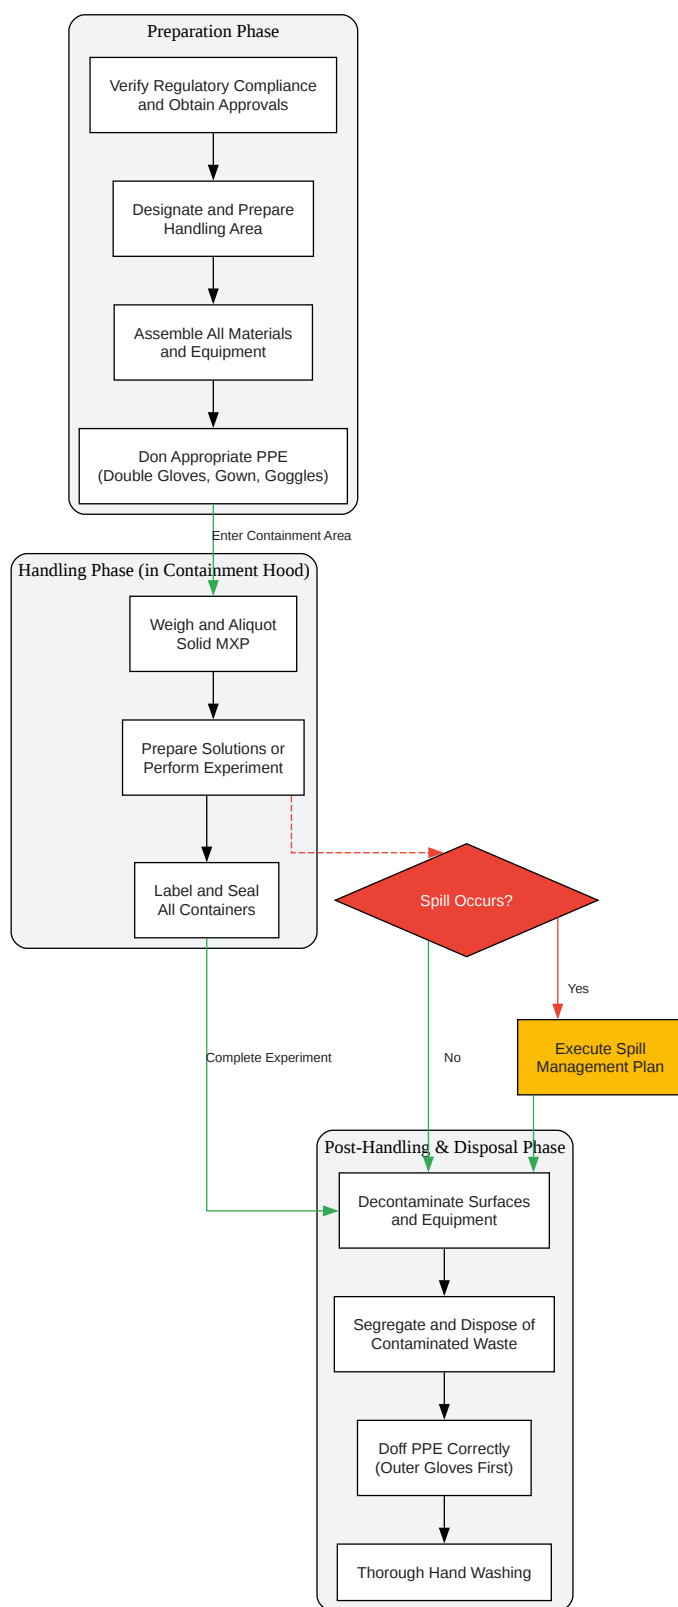 Preparation Phase
Verify Regulatory Compliance
and Obtain Approvals
Designate and Prepare
Handling Area
Assemble All Materials
and Equipment
Don Appropriate PPE
(Double Gloves, Gown, Goggles)
Enter Containment Area
Handling Phase (in Containment Hood)
Weigh and Aliquot
Solid MXP
Prepare Solutions or
Perform Experiment
Label and Seal
All Containers
Spill Occurs?
Yes
Execute Spill
Management Plan
Complete Experiment
No
Post-Handling & Disposal Phase
Decontaminate Surfaces
and Equipment
Segregate and Dispose of
Contaminated Waste
Doff PPE Correctly
(Outer Gloves First)
Thorough Hand Washing